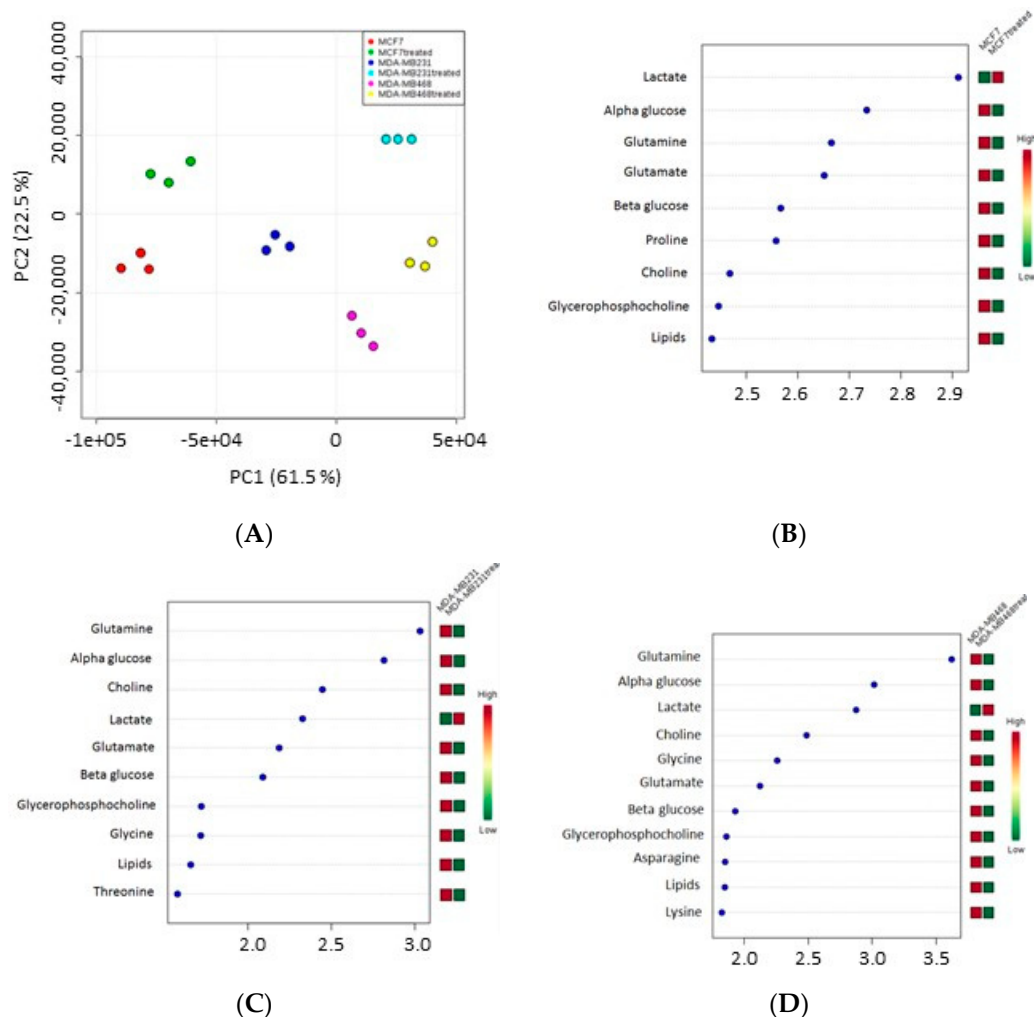 40,000
20,000
0
-20,000
-40,000
PC2 (22.5 %)
MCF7
MCF7treated
MDA-MB231
MDA-MB231treated
MDA-MB468
MDA-MB468treated
-1e+05 -5e+04 0 5e+04
PC1 (61.5 %)
(A)
MCF7
MCF7treated
Lactate
Alpha glucose
Glutamine
Glutamate
Beta glucose
Proline
Choline
Glycerophosphocholine
Lipids
High
Low
2.5 2.6 2.7 2.8 2.9
(B)
MDA-MB231
MDA-MB231trea
Glutamine
Alpha glucose
Choline
Lactate
Glutamate
Beta glucose
Glycerophosphocholine
Glycine
Lipids
Threonine
High
Low
2.0 2.5 3.0
(C)
MDA-MB468
MDA-MB468treat
Glutamine
Alpha glucose
Lactate
Choline
Glycine
Glutamate
Beta glucose
Glycerophosphocholine
Asparagine
Lipids
Lysine
High
Low
2.0 2.5 3.0 3.5
(D)